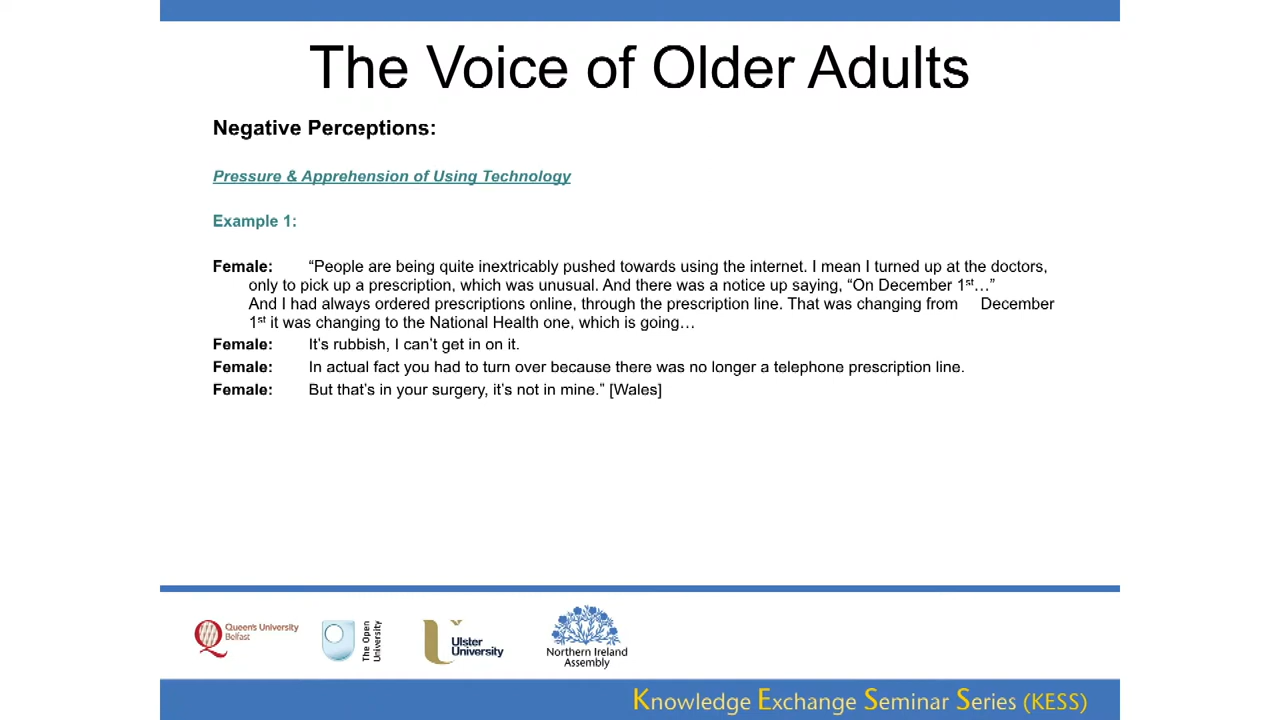 The Voice of Older Adults
Negative Perceptions:
Pressure & Apprehension of Using Technology
Example 1:
Female: “People are being quite inextricably pushed towards using the internet. I mean I turned up at the doctors,
only to pick up a prescription, which was unusual. And there was a notice up saying, “On December 1st…”
And I had always ordered prescriptions online, through the prescription line. That was changing from December
1st it was changing to the National Health one, which is going…
Female: It’s rubbish, I can’t get in on it.
Female: In actual fact you had to turn over because there was no longer a telephone prescription line.
Female: But that’s in your surgery, it’s not in mine.” [Wales]
Queen's University
Belfast
The Open
University
Ulster
University
Northern Ireland
Assembly
Knowledge Exchange Seminar Series (KESS)